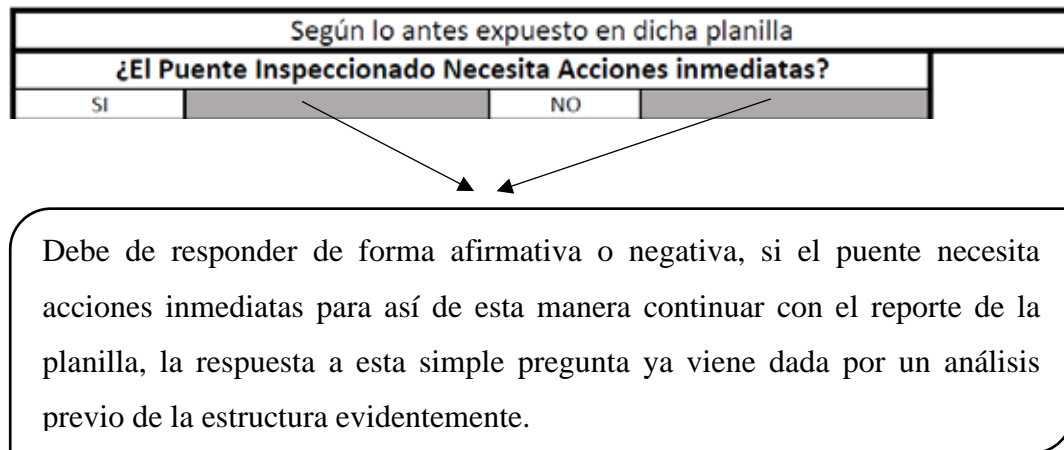 Según lo antes expuesto en dicha planilla
¿El Puente Inspeccionado Necesita Acciones inmediatas?
SI NO
Debe de responder de forma afirmativa o negativa, si el puente necesita
acciones inmediatas para así de esta manera continuar con el reporte de la
planilla, la respuesta a esta simple pregunta ya viene dada por un análisis
previo de la estructura evidentemente.